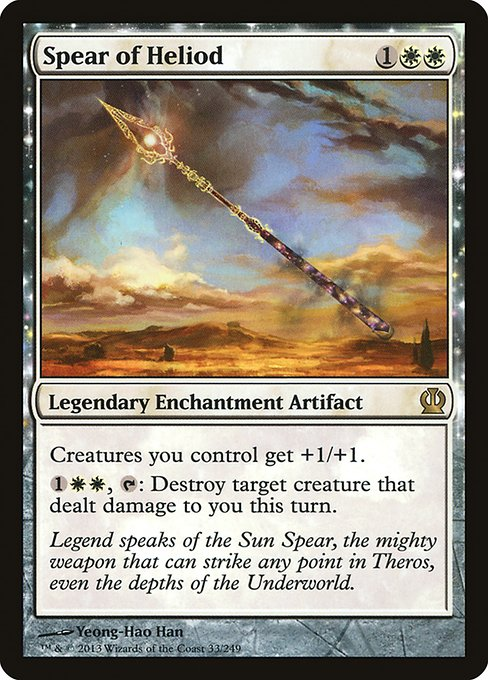 Spear of Heliod 1
Legendary Enchantment Artifact
Creatures you control get +1/+1.
1, : Destroy target creature that
dealt damage to you this turn.
Legend speaks of the Sun Spear, the mighty
weapon that can strike any point in Theros,
even the depths of the Underworld.
Yeong-Hao Han
™ & © 2013 Wizards of the Coast 33/249